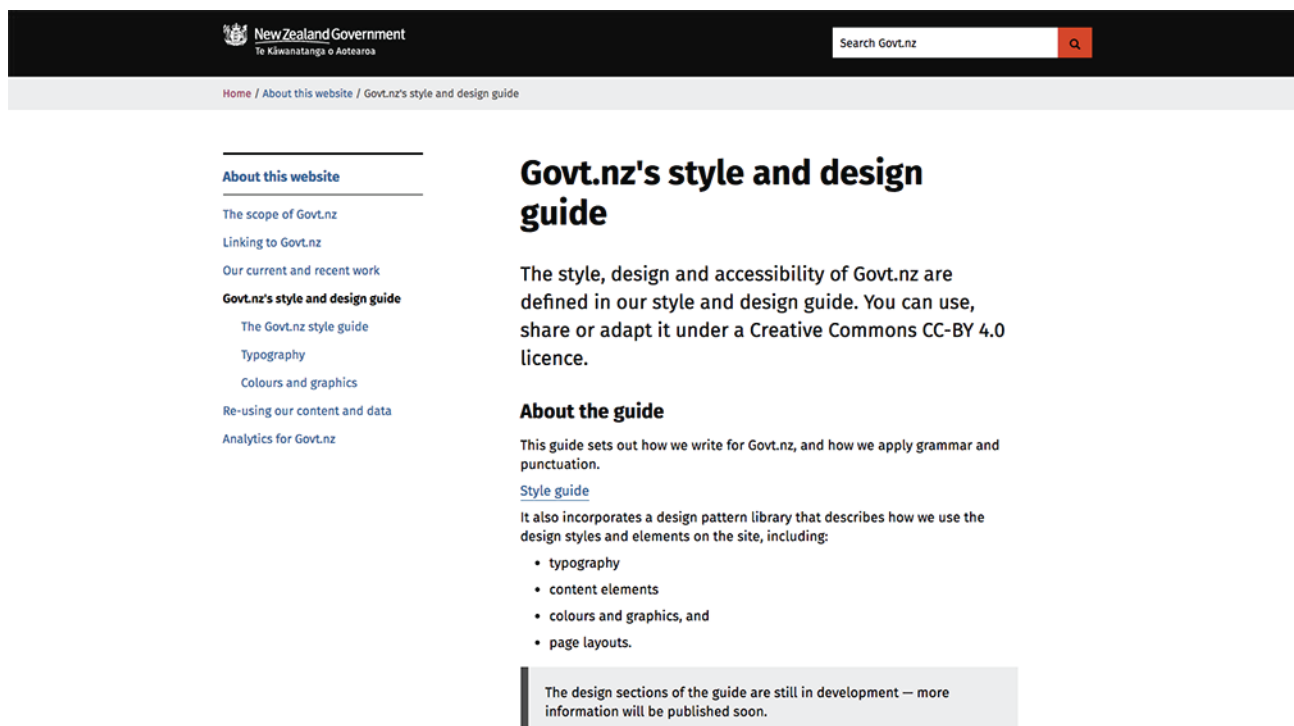 New Zealand Government
Te Kāwanatanga o Aotearoa
Search Govt.nz
Home / About this website / Govt.nz's style and design guide
About this website
The scope of Govt.nz
Linking to Govt.nz
Our current and recent work
Govt.nz's style and design guide
The Govt.nz style guide
Typography
Colours and graphics
Re-using our content and data
Analytics for Govt.nz
Govt.nz's style and design
guide
The style, design and accessibility of Govt.nz are
defined in our style and design guide. You can use,
share or adapt it under a Creative Commons CC-BY 4.0
licence.
About the guide
This guide sets out how we write for Govt.nz, and how we apply grammar and
punctuation.
Style guide
It also incorporates a design pattern library that describes how we use the
design styles and elements on the site, including:
• typography
• content elements
• colours and graphics, and
• page layouts.
The design sections of the guide are still in development — more
information will be published soon.